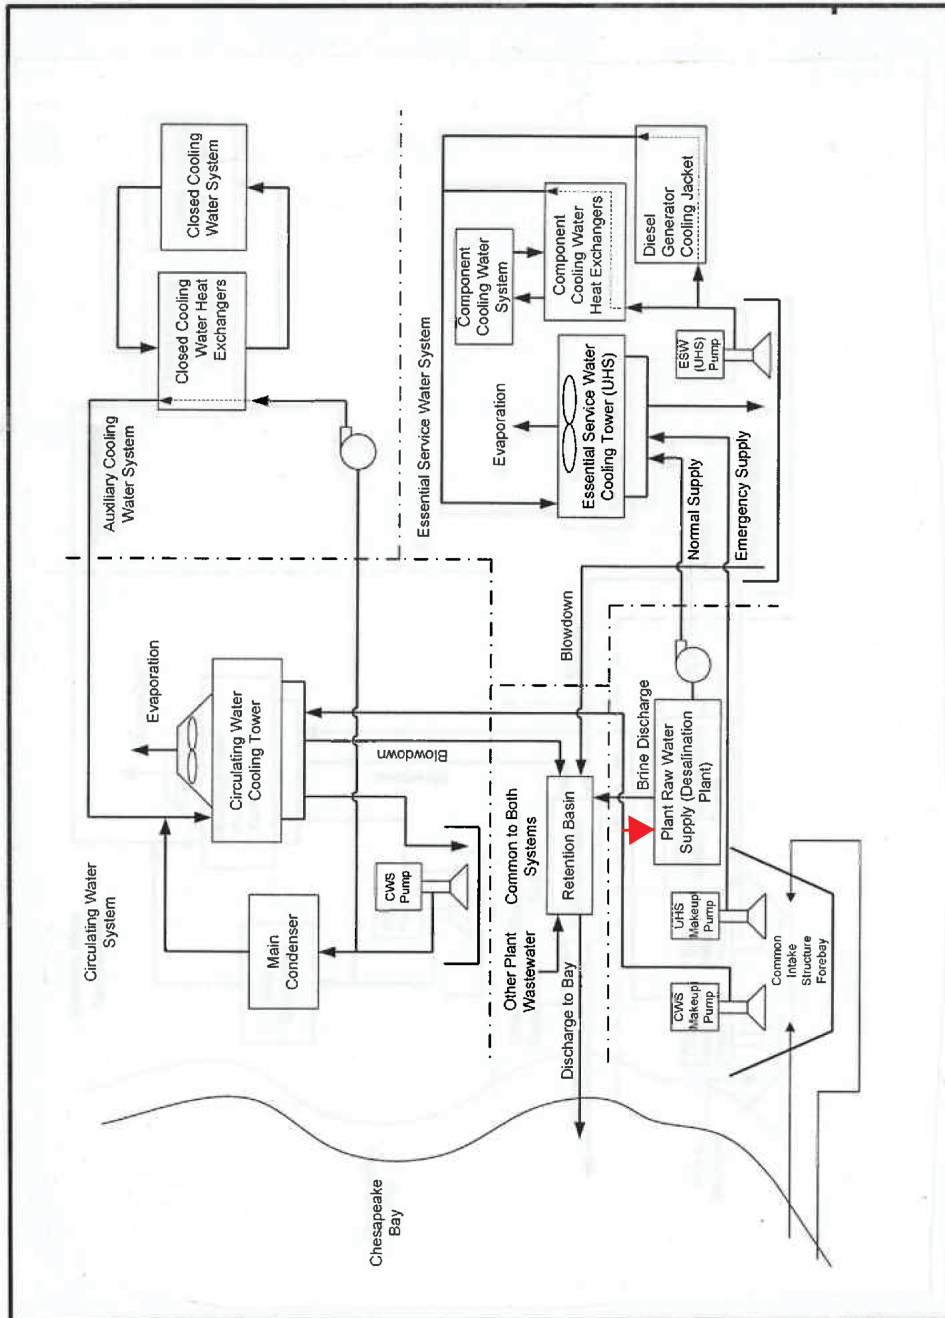 Closed Cooling
Water System
Closed Cooling
Water Heat
Exchangers
Auxiliary Cooling
Water System
Evaporation
Circulating Water
System
Circulating Water
Cooling Tower
Main
Condenser
CWS
Pump
Blowdown
Essential Service Water System
Component
Cooling Water
System
Component
Cooling Water
Heat Exchangers
Diesel
Generator
Cooling Jacket
Evaporation
Essential Service Water
Cooling Tower (UHS)
ESW
(UHS)
Pump
Normal Supply
Emergency Supply
Blowdown
Common to Both
Systems
Retention Basin
Other Plant
Wastewater
Discharge to Bay
Brine Discharge
Plant Raw Water
Supply (Desalination
Plant)
UHS
Makeup
Pump
CWS
Makeup
Pump
Common
Intake
Structure
Forebay
Chesapeake
Bay